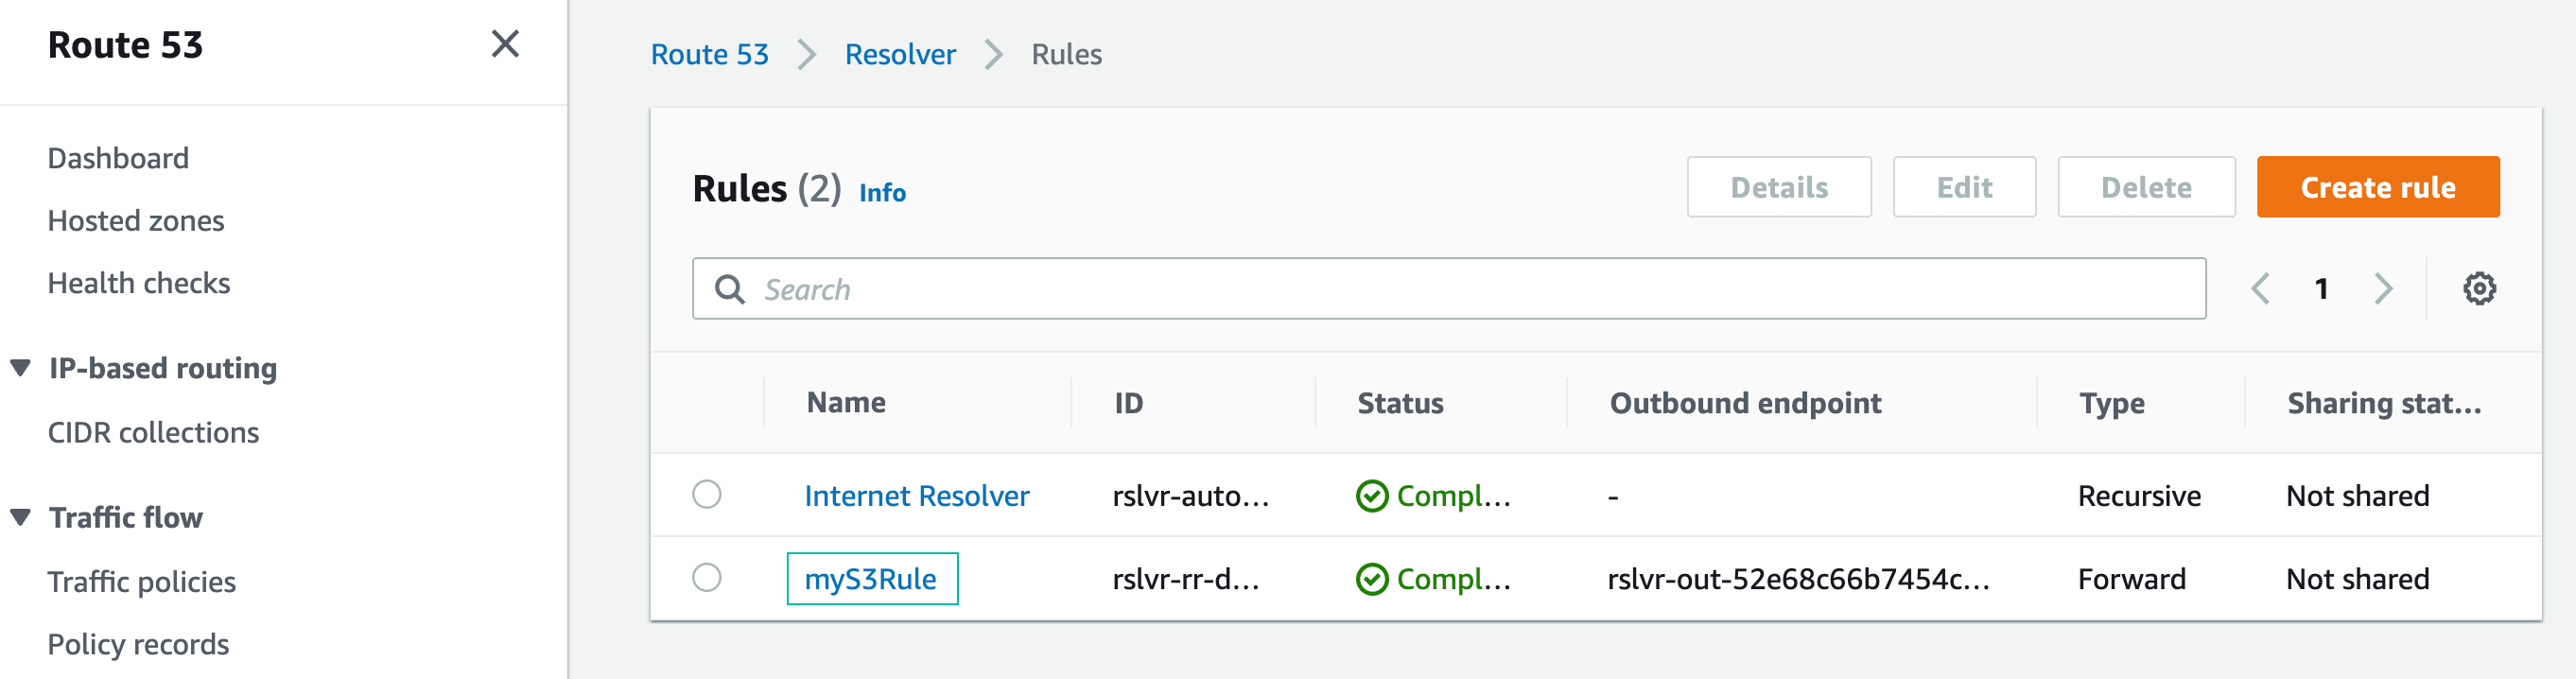 Route 53
Dashboard
Hosted zones
Health checks
IP-based routing
CIDR collections
Traffic flow
Traffic policies
Policy records
Route 53 Resolver Rules
Rules (2) Info
Details Edit Delete Create rule
Search
1
Name ID Status Outbound endpoint Type Sharing stat...
Internet Resolver rslvr-auto... Compl... - Recursive Not shared
myS3Rule rslvr-rr-d... Compl... rslvr-out-52e68c66b7454c... Forward Not shared